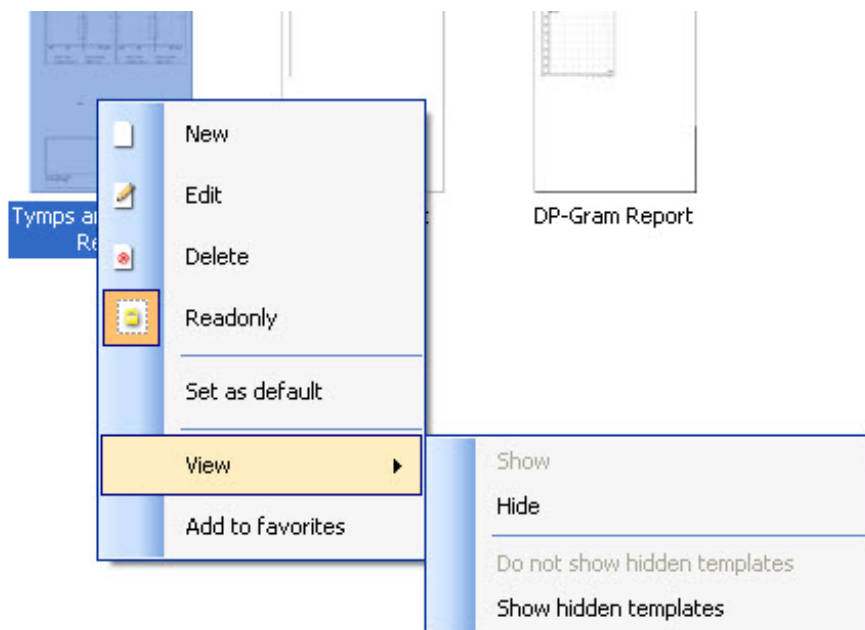 New
Edit
Tymps a
DP-Gram Report
Re
Delete
Readonly
Set as default
View
Show
Hide
Add to favorites
Do not show hidden templates
Show hidden templates